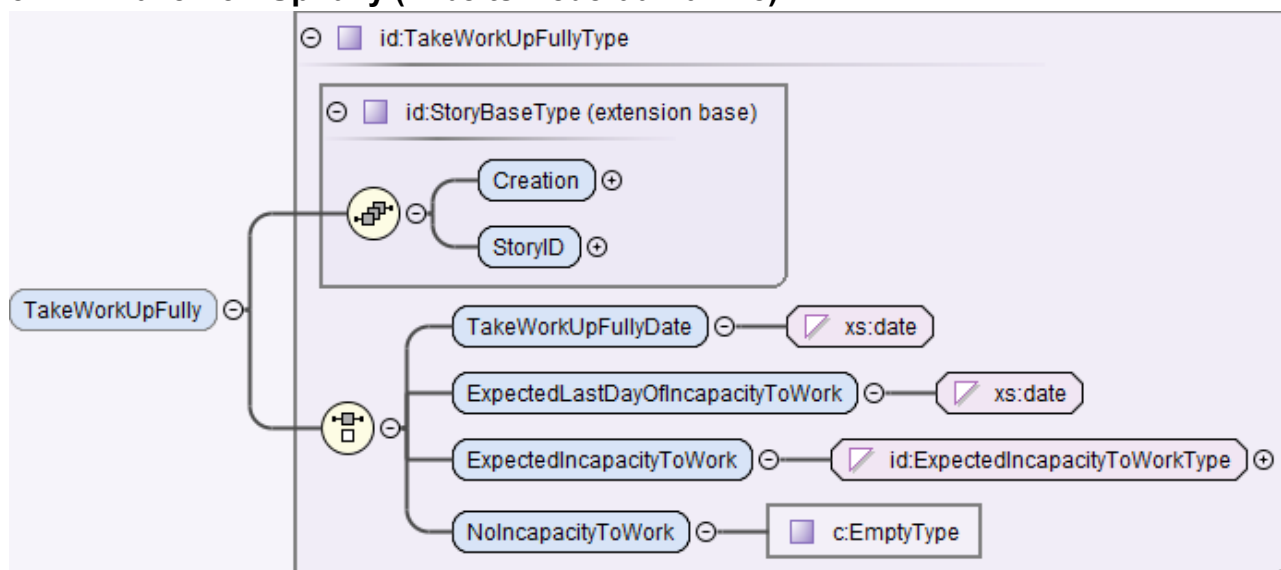 id:TakeWorkUpFullyType
id:StoryBaseType (extension base)
Creation
StoryID
TakeWorkUpFully
TakeWorkUpFullyDate
xs:date
ExpectedLastDayOfIncapacityToWork
xs:date
ExpectedIncapacityToWork
id:ExpectedIncapacityToWorkType
NoIncapacityToWork
c:EmptyType